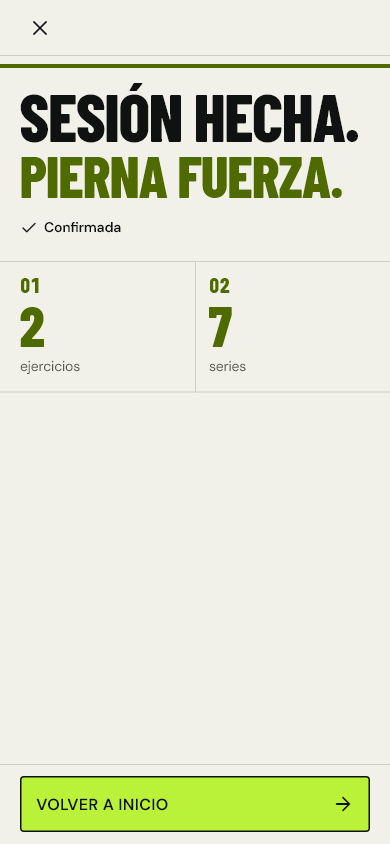 SESIÓN HECHA.
PIERNA FUERZA.
Confirmada
01
2
ejercicios
02
7
series
VOLVER A INICIO